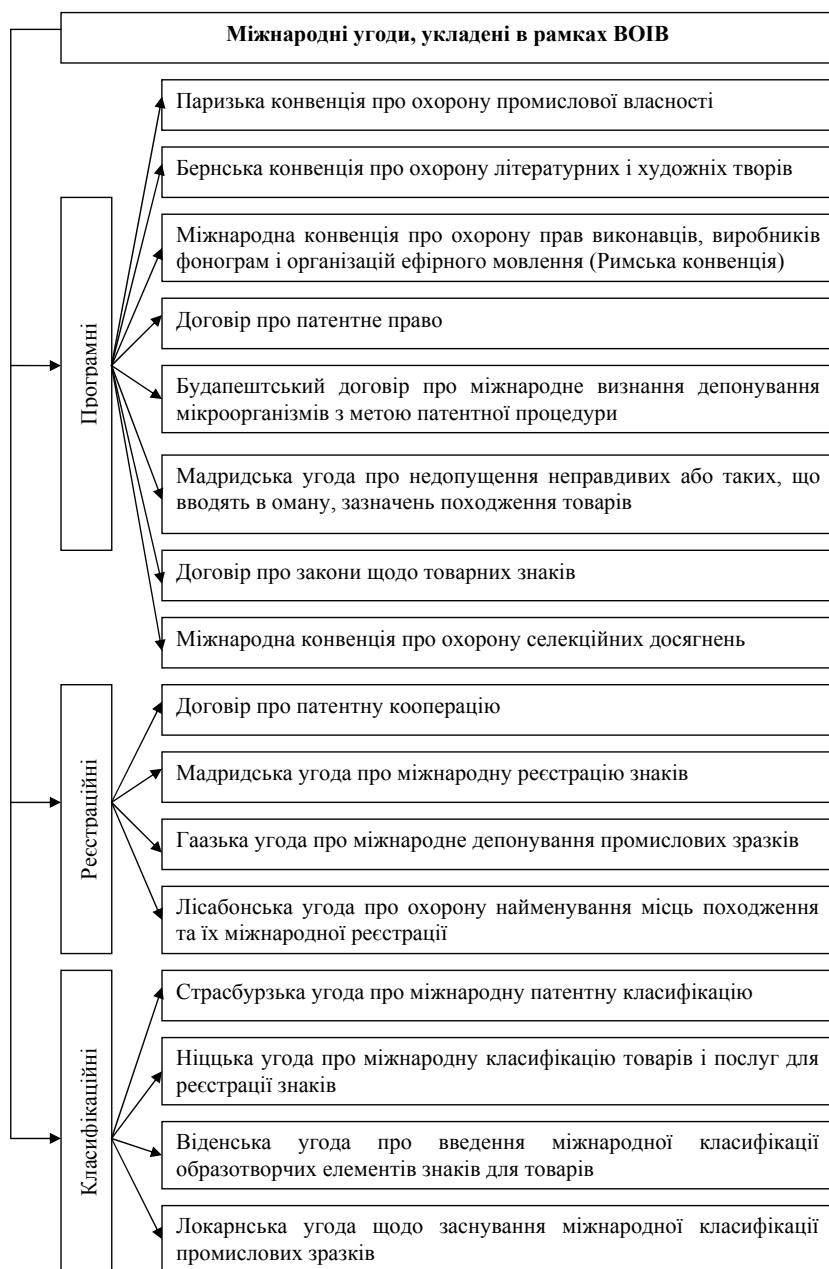 Міжнародні угоди, укладені в рамках ВОІВ
Програмні
Паризька конвенція про охорону промислової власності
Бернська конвенція про охорону літературних і художніх творів
Міжнародна конвенція про охорону прав виконавців, виробників
фонограм і організацій ефірного мовлення (Римська конвенція)
Договір про патентне право
Будапештський договір про міжнародне визнання депонування
мікроорганізмів з метою патентної процедури
Мадридська угода про недопущення неправдивих або таких, що
вводять в оману, зазначень походження товарів
Договір про закони щодо товарних знаків
Міжнародна конвенція про охорону селекційних досягнень
Реєстраційні
Договір про патентну кооперацію
Мадридська угода про міжнародну реєстрацію знаків
Гаазька угода про міжнародне депонування промислових зразків
Лісабонська угода про охорону найменування місць походження
та їх міжнародної реєстрації
Класифікаційні
Страсбурзька угода про міжнародну патентну класифікацію
Ніццька угода про міжнародну класифікацію товарів і послуг для
реєстрації знаків
Віденська угода про введення міжнародної класифікації
образотворчих елементів знаків для товарів
Локарнська угода щодо заснування міжнародної класифікації
промислових зразків